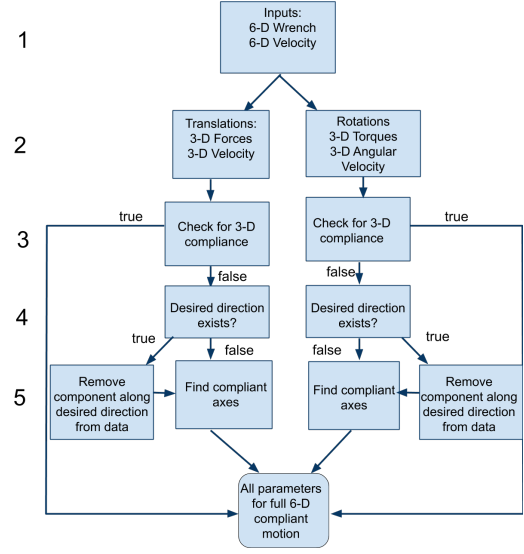 1
Inputs:
6-D Wrench
6-D Velocity
2
Translations:
3-D Forces
3-D Velocity
Rotations
3-D Torques
3-D Angular
Velocity
3
true
Check for 3-D
compliance
Check for 3-D
compliance
true
false
false
4
Desired direction
exists?
Desired direction
exists?
true
false
false
true
5
Remove
component along
desired direction
from data
Find compliant
axes
Find compliant
axes
Remove
component along
desired direction
from data
All parameters
for full 6-D
compliant
motion